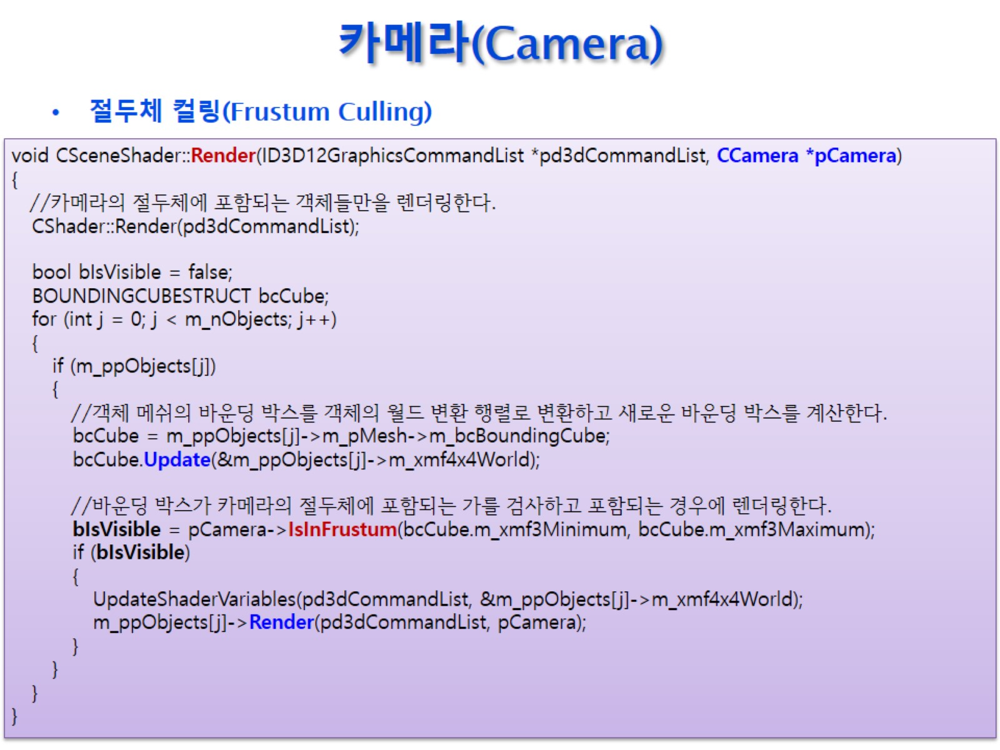 카메라(Camera)
• 절두체 컬링(Frustum Culling)
void CSceneShader::Render(ID3D12GraphicsCommandList *pd3dCommandList, CCamera *pCamera)
{
//카메라의 절두체에 포함되는 객체들만을 렌더링한다.
CShader::Render(pd3dCommandList);
bool bIsVisible = false;
BOUNDINGCUBESTRUCT bcCube;
for (int j = 0; j < m_nObjects; j++)
{
if (m_ppObjects[j])
{
//객체 메쉬의 바운딩 박스를 객체의 월드 변환 행렬로 변환하고 새로운 바운딩 박스를 계산한다.
bcCube = m_ppObjects[j]->m_pMesh->m_bcBoundingCube;
bcCube.Update(&m_ppObjects[j]->m_xmf4x4World);
//바운딩 박스가 카메라의 절두체에 포함되는 가를 검사하고 포함되는 경우에 렌더링한다.
bIsVisible = pCamera->IsInFrustum(bcCube.m_xmf3Minimum, bcCube.m_xmf3Maximum);
if (bIsVisible)
{
UpdateShaderVariables(pd3dCommandList, &m_ppObjects[j]->m_xmf4x4World);
m_ppObjects[j]->Render(pd3dCommandList, pCamera);
}
}
}
}